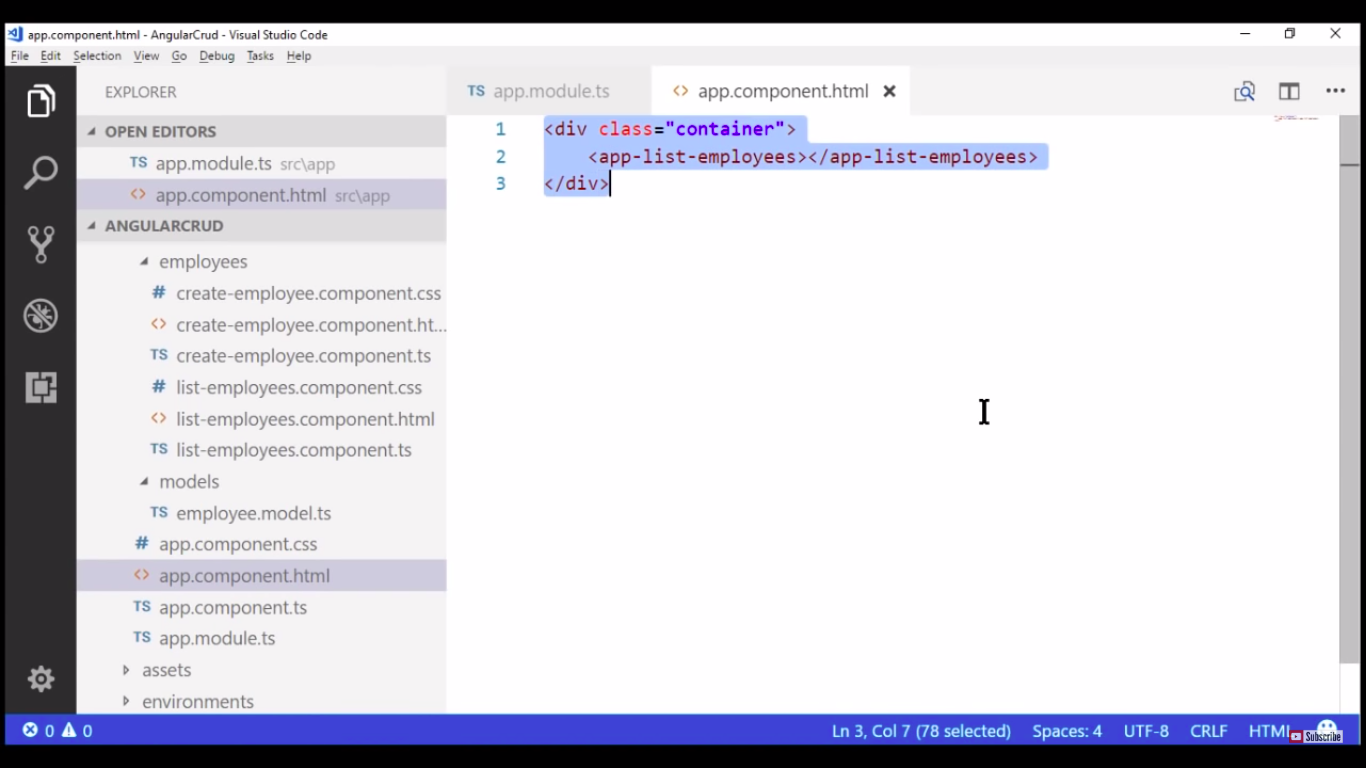 app.component.html - AngularCrud - Visual Studio Code
File Edit Selection View Go Debug Tasks Help
EXPLORER
OPEN EDITORS
TS app.module.ts src\app
<> app.component.html src\app
ANGULARCRUD
employees
# create-employee.component.css
<> create-employee.component.ht...
TS create-employee.component.ts
# list-employees.component.css
<> list-employees.component.html
TS list-employees.component.ts
models
TS employee.model.ts
# app.component.css
<> app.component.html
TS app.component.ts
TS app.module.ts
assets
environments
TS app.module.ts <> app.component.html
1 <div class="container">
2 <app-list-employees></app-list-employees>
3 </div>
0 0 Ln 3, Col 7 (78 selected) Spaces: 4 UTF-8 CRLF HTML
Subscribe